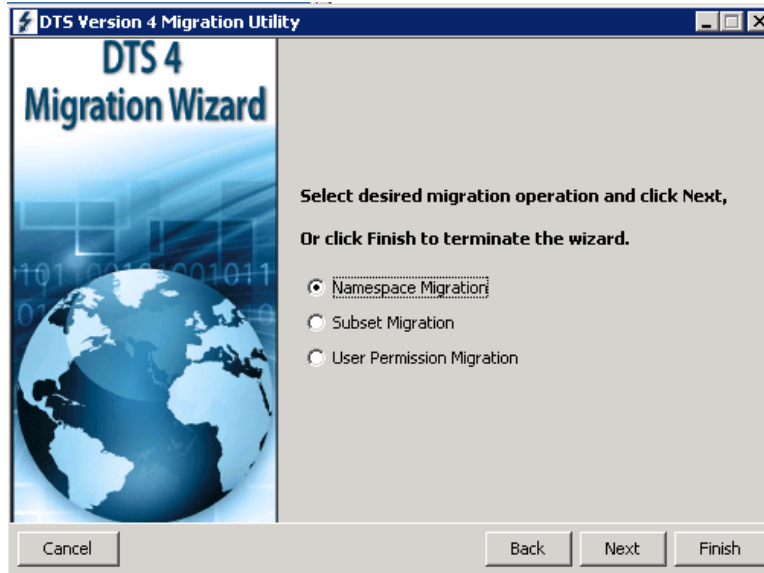 DTS Version 4 Migration Utility
DTS 4
Migration Wizard
Select desired migration operation and click Next,
Or click Finish to terminate the wizard.
Namespace Migration
Subset Migration
User Permission Migration
Cancel
Back
Next
Finish